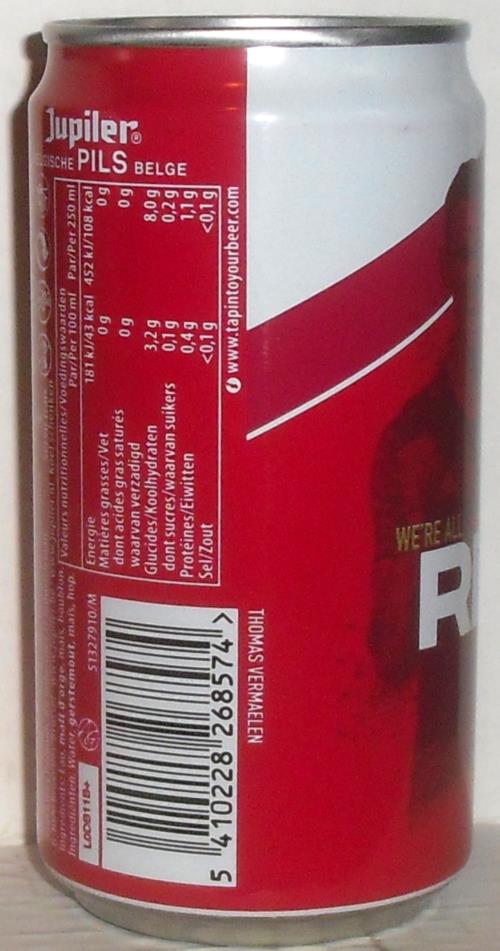 Jupiler®
PILS BELGE
Valeurs nutritionnelles/Voedingswaarden
Par/Per 100 ml Par/Per 250 ml
Energie 181 kJ/43 kcal 452 kJ/108 kcal
Matières grasses/Vet 0 g 0 g
dont acides gras saturés
waarvan verzadigd 0 g 0 g
Glucides/Koolhydraten 3,2 g 8,0 g
dont sucres/waarvan suikers 0,1 g 0,2 g
Protéines/Eiwitten 0,4 g 1,1 g
Sel/Zout <0,1 g <0,1 g
www.tapintoyourbeer.com
Ingrédients: Eau, malt d'orge, maïs, houblon.
Ingrediënten: Water, gerstemout, maïs, hop.
51327910/M
5 410228 268574 >
THOMAS VERMAELEN
WE'RE ALL
R